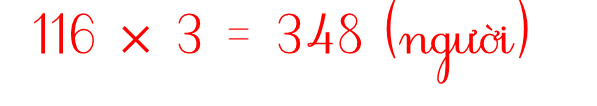 116 × 3 = 348 (người)